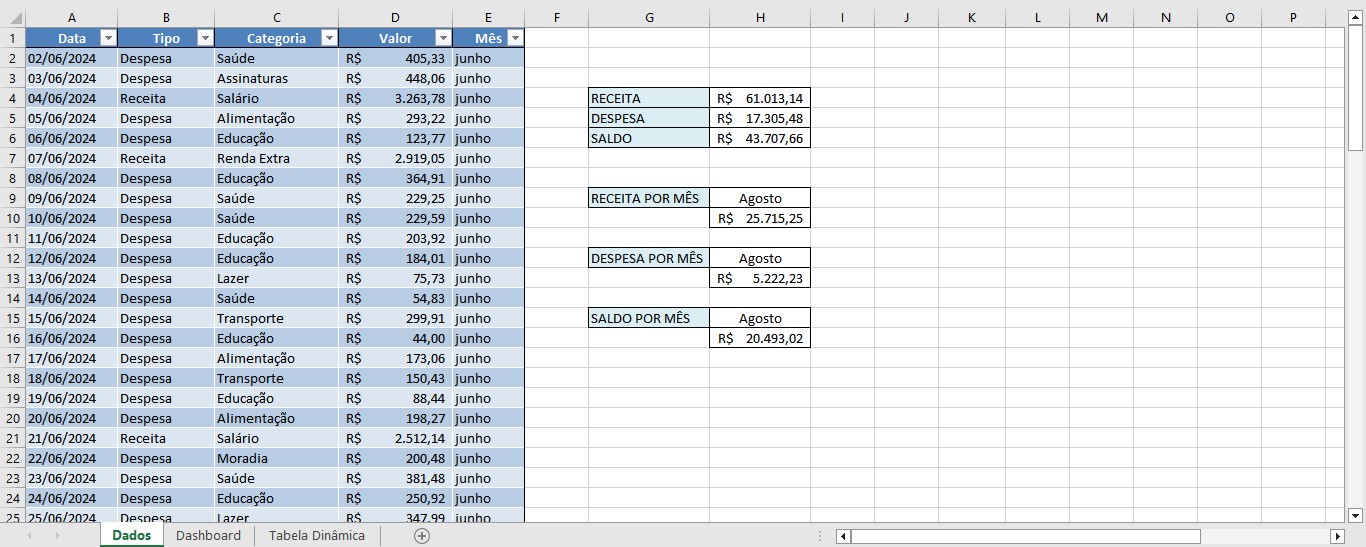 A B C D E F G H I J K L M N O P
1 Data Tipo Categoria Valor Mês
2 02/06/2024 Despesa Saúde R$ 405,33 junho
3 03/06/2024 Despesa Assinaturas R$ 448,06 junho
4 04/06/2024 Receita Salário R$ 3.263,78 junho RECEITA R$ 61.013,14
5 05/06/2024 Despesa Alimentação R$ 293,22 junho DESPESA R$ 17.305,48
6 06/06/2024 Despesa Educação R$ 123,77 junho SALDO R$ 43.707,66
7 07/06/2024 Receita Renda Extra R$ 2.919,05 junho
8 08/06/2024 Despesa Educação R$ 364,91 junho
9 09/06/2024 Despesa Saúde R$ 229,25 junho RECEITA POR MÊS Agosto
10 10/06/2024 Despesa Saúde R$ 229,59 junho R$ 25.715,25
11 11/06/2024 Despesa Educação R$ 203,92 junho
12 12/06/2024 Despesa Educação R$ 184,01 junho DESPESA POR MÊS Agosto
13 13/06/2024 Despesa Lazer R$ 75,73 junho R$ 5.222,23
14 14/06/2024 Despesa Saúde R$ 54,83 junho
15 15/06/2024 Despesa Transporte R$ 299,91 junho SALDO POR MÊS Agosto
16 16/06/2024 Despesa Educação R$ 44,00 junho R$ 20.493,02
17 17/06/2024 Despesa Alimentação R$ 173,06 junho
18 18/06/2024 Despesa Transporte R$ 150,43 junho
19 19/06/2024 Despesa Educação R$ 88,44 junho
20 20/06/2024 Despesa Alimentação R$ 198,27 junho
21 21/06/2024 Receita Salário R$ 2.512,14 junho
22 22/06/2024 Despesa Moradia R$ 200,48 junho
23 23/06/2024 Despesa Saúde R$ 381,48 junho
24 24/06/2024 Despesa Educação R$ 250,92 junho
25 25/06/2024 Despesa Lazer R$ 347,99 junho
Dados Dashboard Tabela Dinâmica